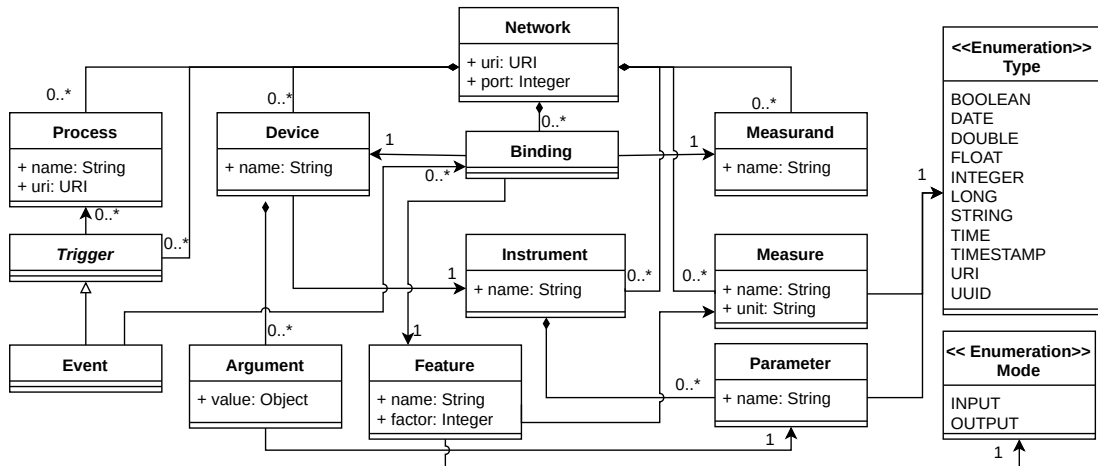 Network
+ uri: URI
+ port: Integer
<<Enumeration>>
Type
BOOLEAN
DATE
DOUBLE
FLOAT
INTEGER
LONG
STRING
TIME
TIMESTAMP
URI
UUID
0..*
0..*
0..*
0..*
Process
+ name: String
+ uri: URI
Device
+ name: String
1
Binding
0..*
1
Measurand
+ name: String
1
0..*
Trigger
0..*
Instrument
+ name: String
1
0..*
0..*
Measure
+ name: String
+ unit: String
Event
0..*
1
Argument
+ value: Object
Feature
+ name: String
+ factor: Integer
0..*
Parameter
+ name: String
1
<< Enumeration>>
Mode
INPUT
OUTPUT
1